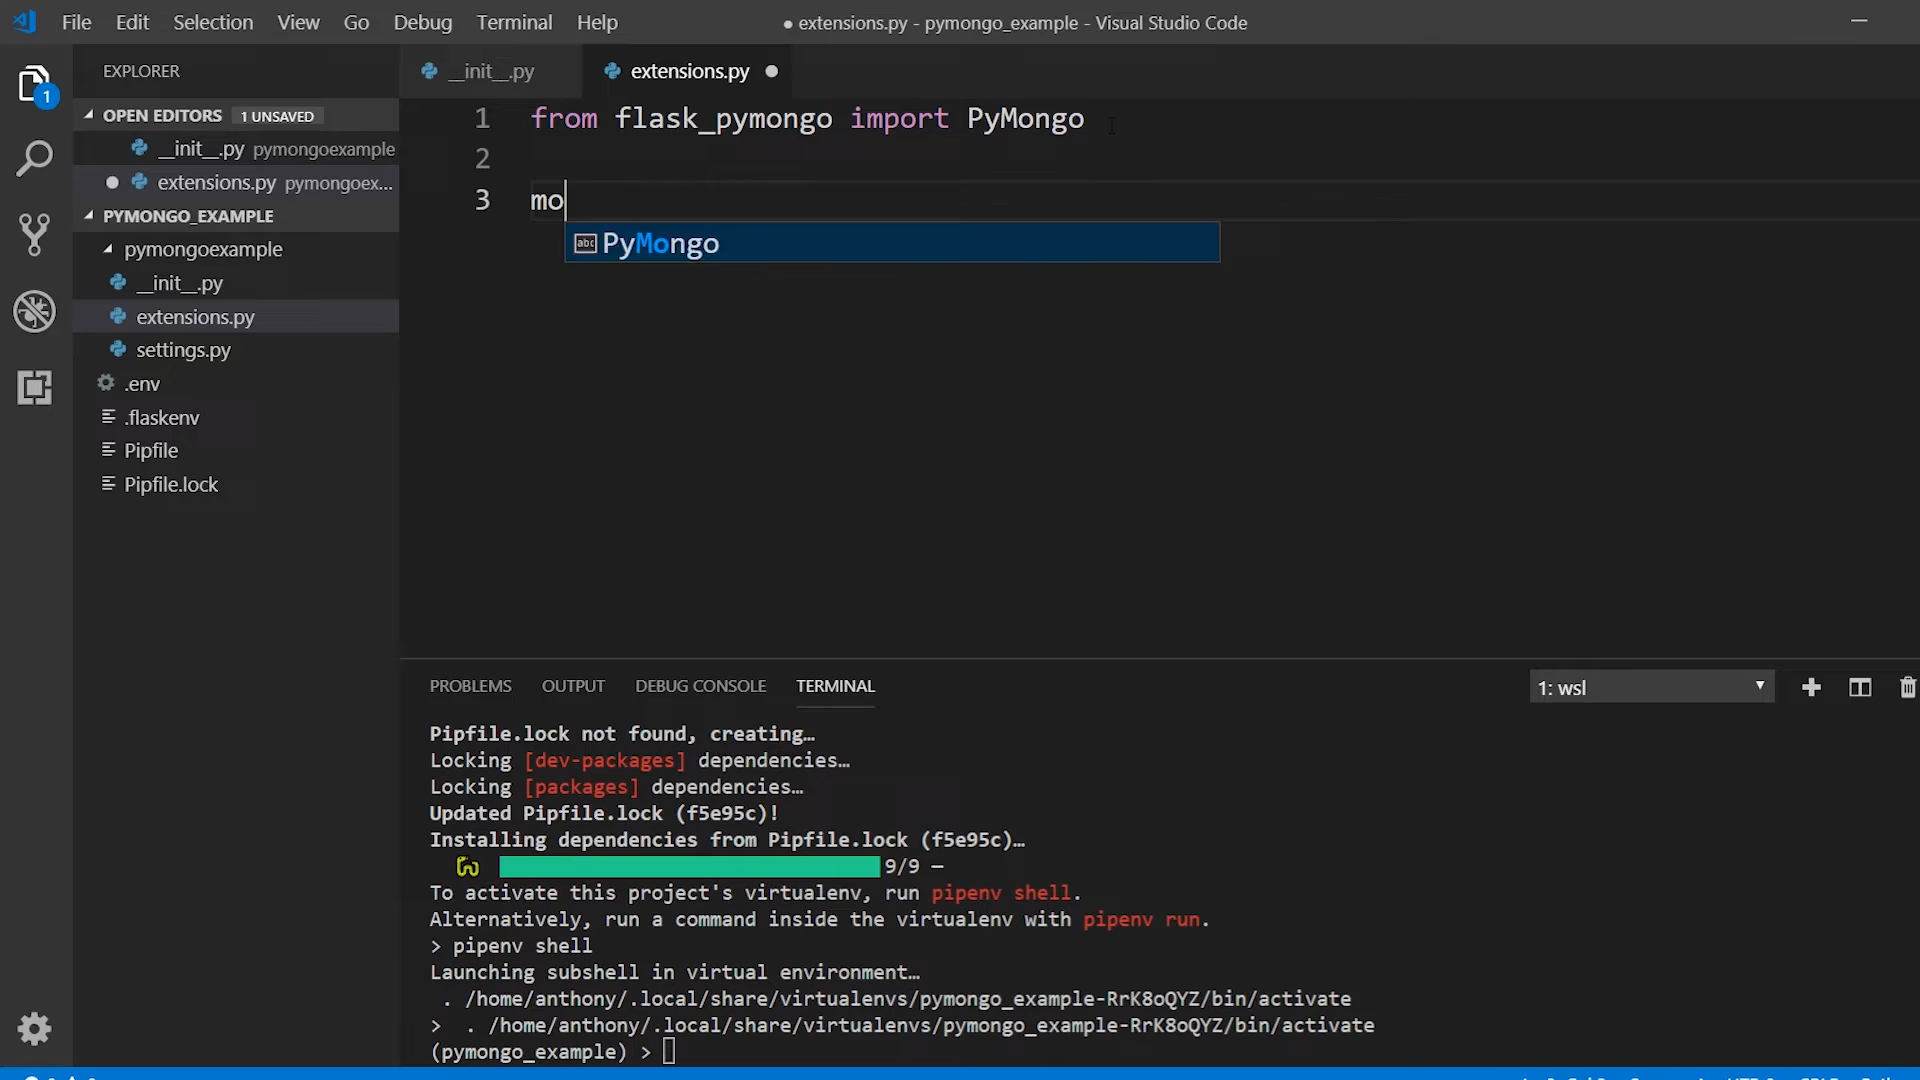 File Edit Selection View Go Debug Terminal Help
● extensions.py - pymongo_example - Visual Studio Code
EXPLORER
1
OPEN EDITORS 1 UNSAVED
__init__.py pymongoexample
extensions.py pymongoex...
PYMONGO_EXAMPLE
pymongoexample
__init__.py
extensions.py
settings.py
.env
.flaskenv
Pipfile
Pipfile.lock
__init__.py
extensions.py
1 from flask_pymongo import PyMongo
2
3 mo
abc PyMongo
PROBLEMS OUTPUT DEBUG CONSOLE TERMINAL
1: wsl
Pipfile.lock not found, creating…
Locking [dev-packages] dependencies…
Locking [packages] dependencies…
Updated Pipfile.lock (f5e95c)!
Installing dependencies from Pipfile.lock (f5e95c)…
9/9 —
To activate this project's virtualenv, run pipenv shell.
Alternatively, run a command inside the virtualenv with pipenv run.
> pipenv shell
Launching subshell in virtual environment…
. /home/anthony/.local/share/virtualenvs/pymongo_example-RrK8oQYZ/bin/activate
> . /home/anthony/.local/share/virtualenvs/pymongo_example-RrK8oQYZ/bin/activate
(pymongo_example) >